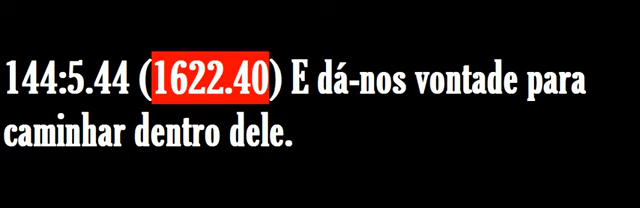 144:5.44 (1622.40) E dá-nos vontade para
caminhar dentro dele.